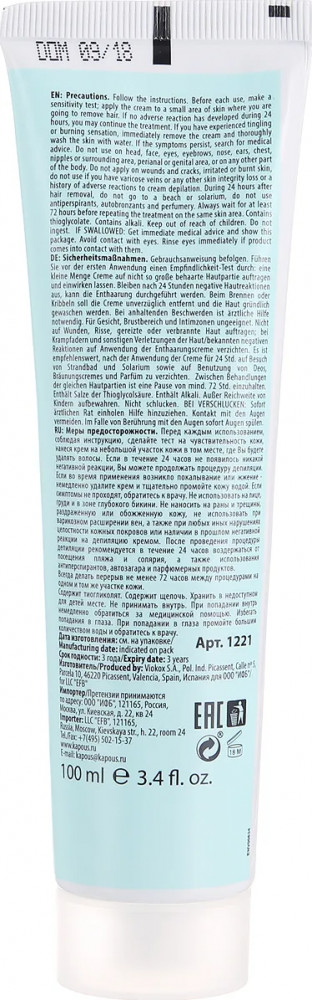 DOM 09/18
EN: Precautions. Follow the instructions. Before each use, make a
sensitivity test; apply the cream to a small area of skin where you are
going to remove hair. If no adverse reaction has developed during 24
hours, you may continue the treatment. If you have experienced tingling
or burning sensation, immediately remove the cream and thoroughly
wash the skin with water. If the symptoms persist, search for medical
advice. Do not use on head, face, eyes, eyebrows, nose, ears, chest,
nipples or surrounding area, perianal or genital area, or on any other part
of the body. Do not apply on wounds and cracks, irritated or burnt skin,
do not use if you have varicose veins or any other skin integrity loss or a
history of adverse reactions to cream depilation. During 24 hours after
hair removal, do not go to a beach or solarium, do not use
antiperspirants, autobronzants and perfumery. Always wait for at least
72 hours before repeating the treatment on the same skin area. Contains
thioglycolate. Contains alkali. Keep out of reach of children. Do not
ingest. IF SWALLOWED: Get immediate medical advice and show this
package. Avoid contact with eyes. Rinse eyes immediately if product
comes into contact with them.
DE: Sicherheitsmaßnahmen. Gebrauchsanweisung befolgen. Führen
Sie vor der ersten Anwendung einen Empfindlichkeit-Test durch: eine
kleine Menge Creme auf nicht so große behaarte Hautpartie auftragen
und einwirken lassen. Bleiben nach 24 Stunden negative Hautreaktionen
aus, kann die Enthaarung durchgeführt werden. Beim Brennen oder
Kribbeln soll die Creme unverzüglich entfernt und die Haut gründlich
gewaschen werden. Bei anhaltenden Beschwerden ist ärztliche Hilfe
notwendig. Für Gesicht, Brustbereich und Intimzonen ungeeignet. Nicht
auf Wunden, Risse, gereizte oder verbrannte Haut auftragen; bei
Krampfadern und sonstigen Verletzungen der Haut/bekannten negativen
Reaktionen auf Anwendung der Enthaarungscreme verzichten. Es ist
empfehlenswert, nach der Anwendung der Creme für 24 Std. auf Besuch
von Strandbad und Solarium sowie auf Benutzung von Deos,
Bräunungscremes und Parfüm zu verzichten. Zwischen Behandlungen
der gleichen Hautpartien ist eine Pause von mind. 72 Std. einzuhalten.
Enthält Salze der Thioglycolsäure. Enthält Alkali. Außer Reichweite von
Kindern aufbewahren. Nicht schlucken. BEI VERSCHLUCKEN: Sofort
ärztlichen Rat einholen Hilfe hinzuziehen. Kontakt mit den Augen
vermeiden. Im Falle von Berührung mit den Augen sofort Augen spülen.
RU: Меры предосторожности. Перед каждым использованием,
соблюдая инструкцию, сделайте тест на чувствительность кожи,
нанеся крем на небольшой участок кожи в том месте, где Вы будете
удалять волосы. Если в течение 24 часов не появилось никакой
негативной реакции, Вы можете продолжать процедуру депиляции.
Если во время применения возникло покалывание или жжение -
немедленно удалите крем и тщательно промойте кожу водой. Если
симптомы не проходят, обратитесь к врачу. Не использовать на лице,
груди и в зоне глубокого бикини. Не наносить на раны и трещины,
раздраженную или обожженную кожу, не использовать при
варикозном расширении вен, а также при любых иных нарушениях
целостности кожных покровов или наличии в прошлом негативной
реакции на депиляцию кремом. После проведения процедуры
депиляции рекомендуется в течение 24 часов воздержаться от
посещения пляжа и солярия, а также использования
антиперспирантов, автозагара и парфюмерных продуктов.
Всегда делать перерыв не менее 72 часов между процедурами на
одном и том же участке кожи.
Содержит тиогликолят. Содержит щелочь. Хранить в недоступном
для детей месте. Не принимать внутрь. При попадании внутрь
немедленно обратиться за медицинской помощью. Избегать
попадания в глаза. При попадании в глаза промойте большим
количеством воды и обратитесь к врачу.
Дата изготовления: см. на упаковке/
Manufacturing date: indicated on pack
Срок годности: 3 года/Expiry date: 3 years
Арт. 1221
Изготовитель/Produced by: Viokox S.A., Pol. Ind. Picassent, Calle nº 5,
Parcela 10, 46220 Picassent, Valencia, Spain, Испания для ООО "ИФБ"/
for LLC "EFB"
Импортер/Претензии принимаются
по адресу: ООО "ИФБ", 121165, Россия,
Москва, ул. Киевская, д. 22, кв 24
Importer: LLC "EFB", 121165,
Russia, Moscow, Kievskaya str., h. 22, room 24
Тел./Phone: +7(495) 502-15-37
E-mail: kapous@kapous.ru
www.kapous.ru
EAC
18 M
100 ml e 3.4 fl. oz.